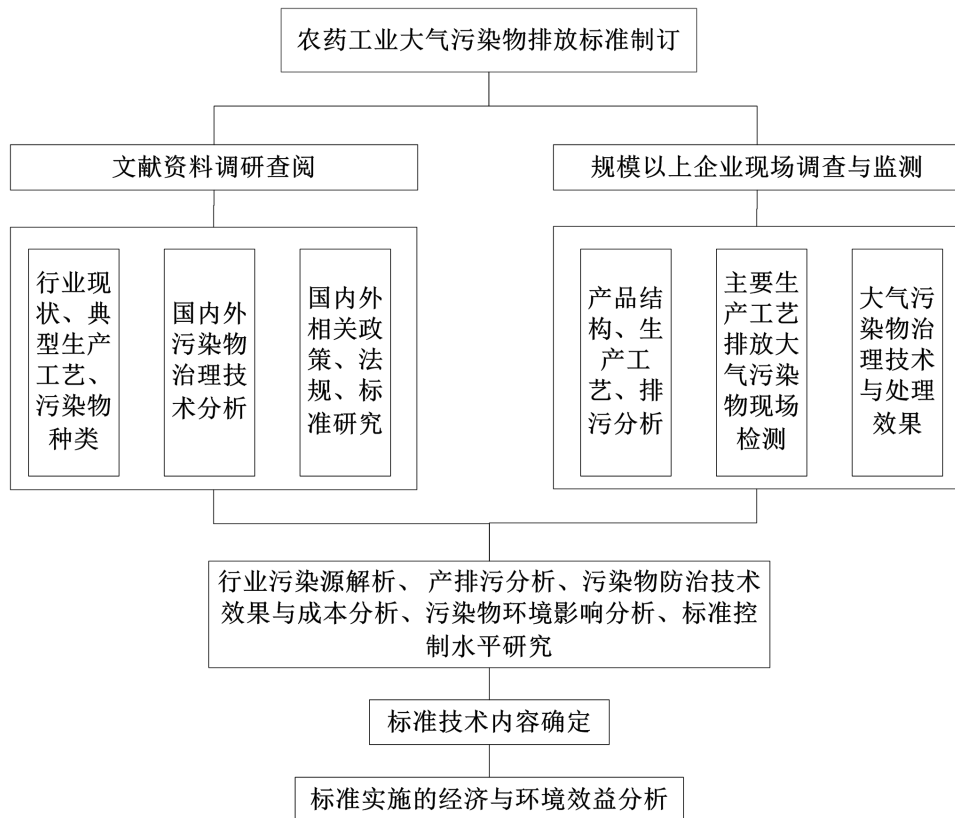 农药工业大气污染物排放标准制订
文献资料调研查阅
规模以上企业现场调查与监测
行业现
状、典
型生产
工艺、
污染物
种类
国内外
污染物
治理技
术分析
国内外
相关政
策、法
规、标
准研究
产品结
构、生
产工
艺、排
污分析
主要生
产工艺
排放大
气污染
物现场
检测
大气污
染物治
理技术
与处理
效果
行业污染源解析、产排污分析、污染物防治技术
效果与成本分析、污染物环境影响分析、标准控
制水平研究
标准技术内容确定
标准实施的经济与环境效益分析